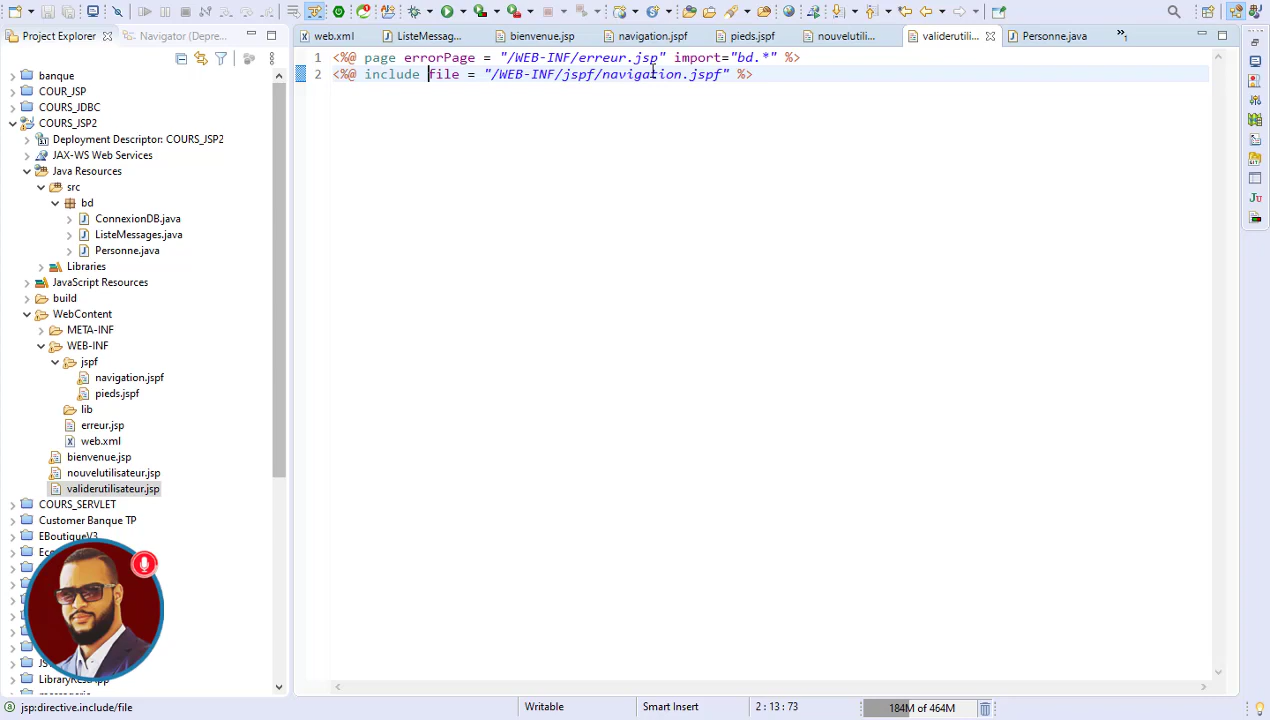 Project Explorer
Navigator (Depre...
web.xml
ListeMessag...
bienvenue.jsp
navigation.jspf
pieds.jspf
nouvelutili...
validerutilis...
Personne.java
»1
1 <%@ page errorPage = "/WEB-INF/erreur.jsp" import="bd.*" %>
2 <%@ include file = "/WEB-INF/jspf/navigation.jspf" %>
banque
COUR_JSP
COURS_JDBC
COURS_JSP2
Deployment Descriptor: COURS_JSP2
JAX-WS Web Services
Java Resources
src
bd
ConnexionDB.java
ListeMessages.java
Personne.java
Libraries
JavaScript Resources
build
WebContent
META-INF
WEB-INF
jspf
navigation.jspf
pieds.jspf
lib
erreur.jsp
web.xml
bienvenue.jsp
nouvelutilisateur.jsp
validerutilisateur.jsp
COURS_SERVLET
Customer Banque TP
EBoutiqueV3
jsp:directive.include/file
Writable
Smart Insert
2 : 13 : 73
184M of 464M